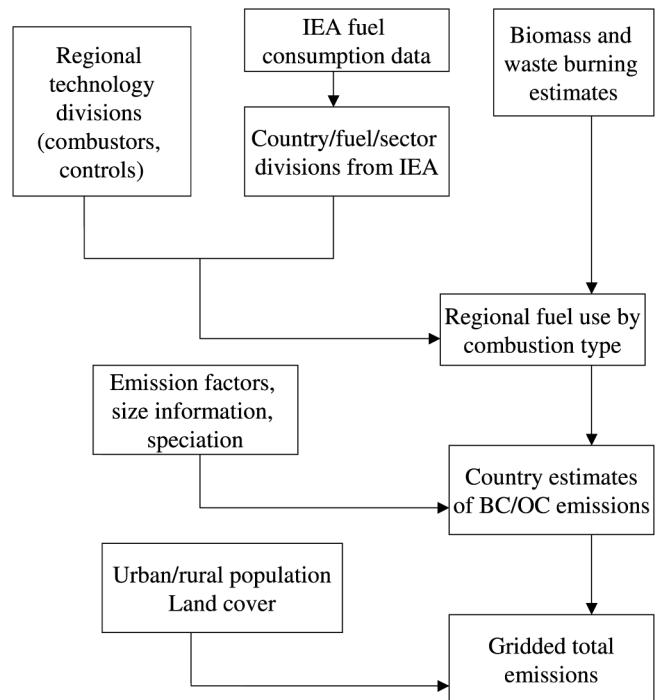 Regional
technology
divisions
(combustors,
controls)
IEA fuel
consumption data
Biomass and
waste burning
estimates
Country/fuel/sector
divisions from IEA
Regional fuel use by
combustion type
Emission factors,
size information,
speciation
Country estimates
of BC/OC emissions
Urban/rural population
Land cover
Gridded total
emissions